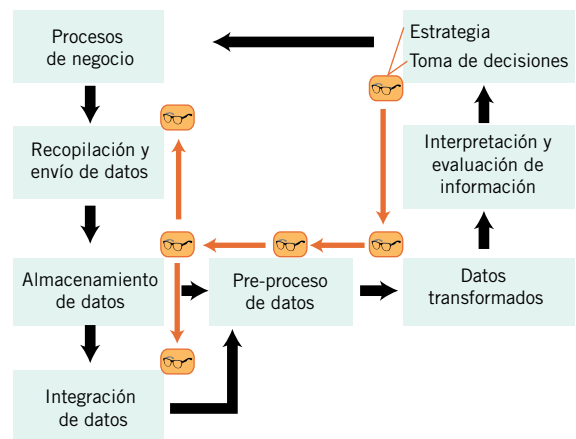 Procesos
de negocio
Estrategia
Toma de decisiones
Recopilación y
envío de datos
Interpretación y
evaluación de
información
Almacenamiento
de datos
Pre-proceso
de datos
Datos
transformados
Integración
de datos